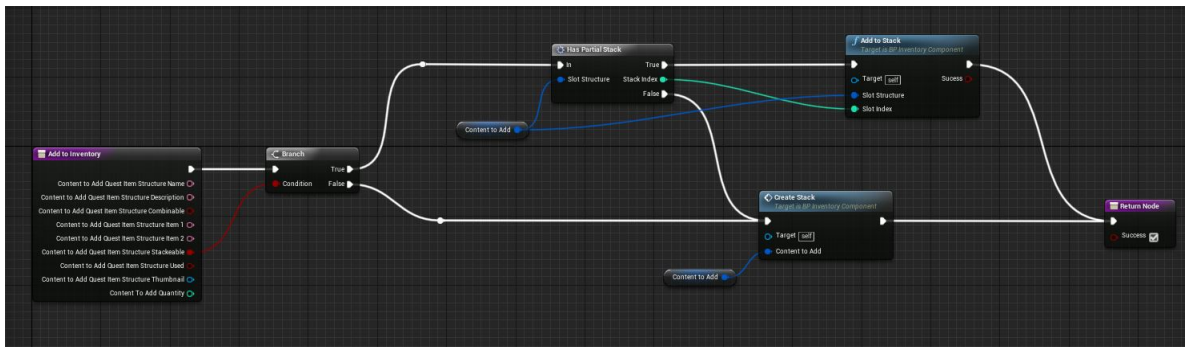 Add to Inventory
Content to Add Quest Item Structure Name
Content to Add Quest Item Structure Description
Content to Add Quest Item Structure Combinable
Content to Add Quest Item Structure Item 1
Content to Add Quest Item Structure Item 2
Content to Add Quest Item Structure Stackeable
Content to Add Quest Item Structure Used
Content to Add Quest Item Structure Thumbnail
Content To Add Quantity
Branch
True
Condition
False
Has Partial Stack
In
True
Slot Structure
Stack Index
False
Content to Add
Add to Stack
Target is BP Inventory Component
Target
self
Sucess
Slot Structure
Slot Index
Create Stack
Target is BP Inventory Component
Target
self
Content to Add
Content to Add
Return Node
Success